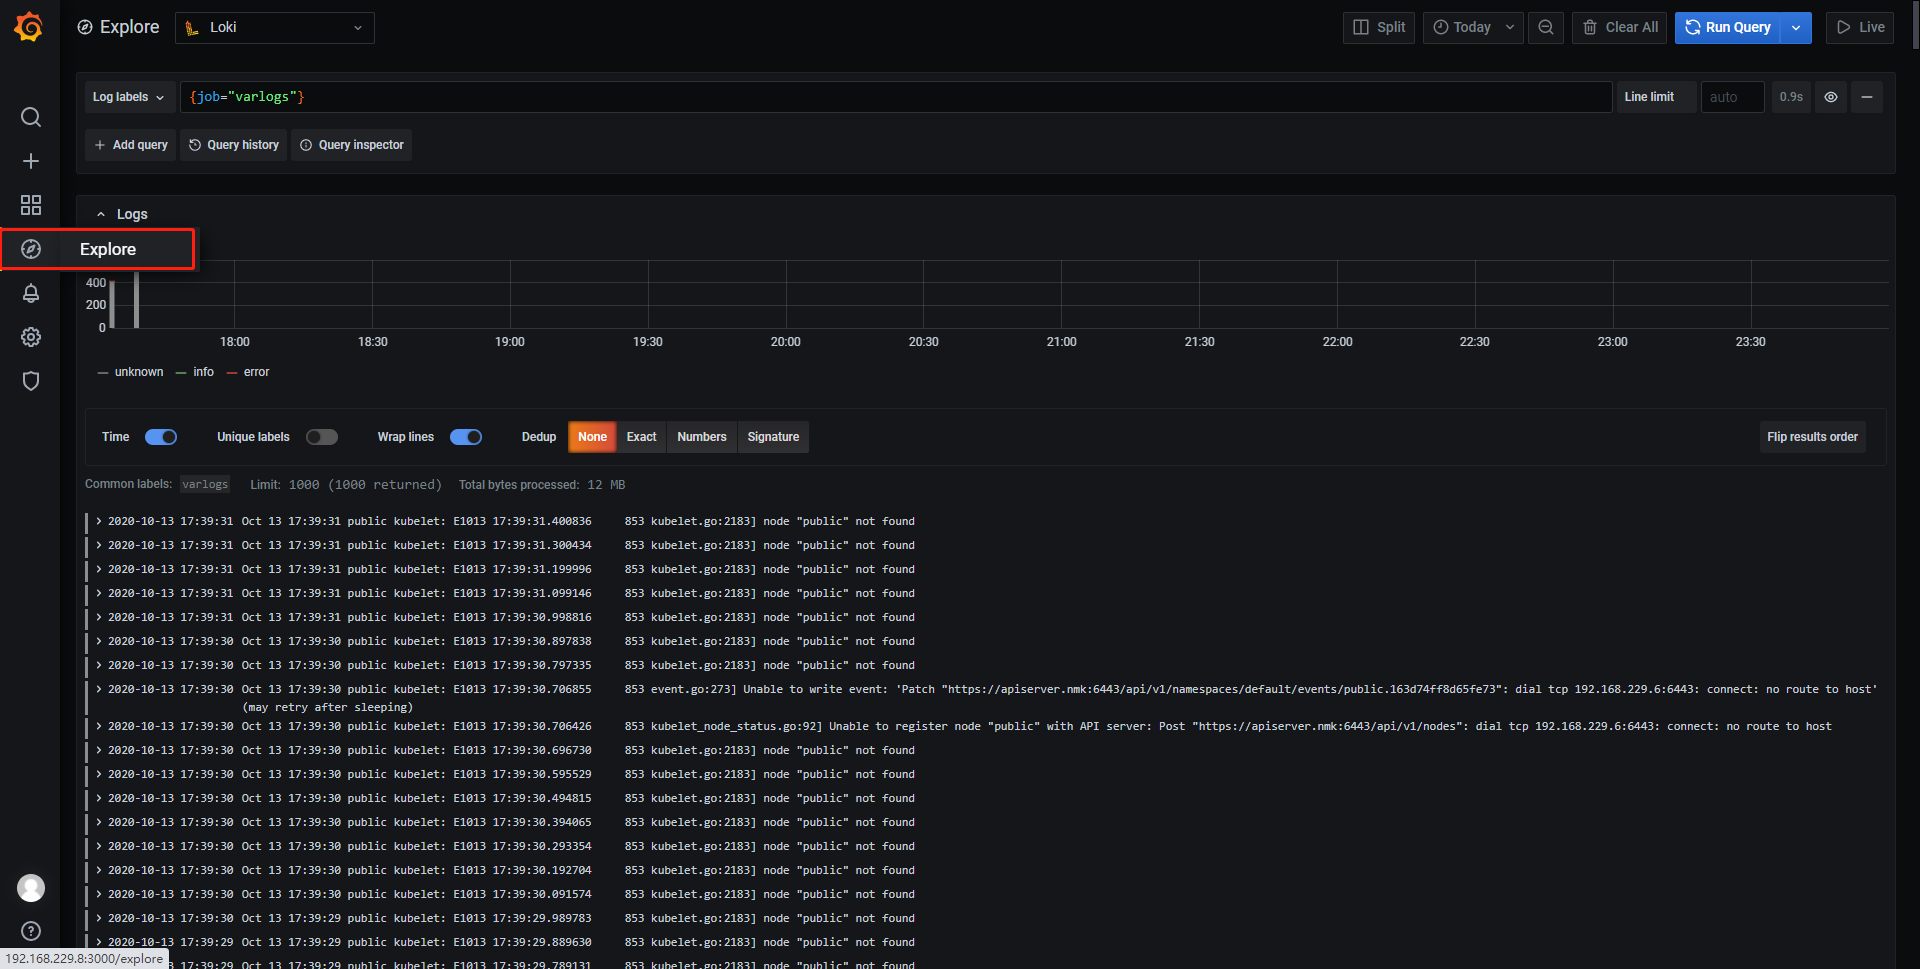 Explore Loki Split Today Clear All Run Query Live
Log labels {job="varlogs"} Line limit auto 0.9s
Add query Query history Query inspector
Logs
Explore
400
200
0
18:00 18:30 19:00 19:30 20:00 20:30 21:00 21:30 22:00 22:30 23:00 23:30
unknown info error
Time Unique labels Wrap lines Dedup None Exact Numbers Signature Flip results order
Common labels: varlogs Limit: 1000 (1000 returned) Total bytes processed: 12 MB
> 2020-10-13 17:39:31 Oct 13 17:39:31 public kubelet: E1013 17:39:31.400836 853 kubelet.go:2183] node "public" not found
> 2020-10-13 17:39:31 Oct 13 17:39:31 public kubelet: E1013 17:39:31.300434 853 kubelet.go:2183] node "public" not found
> 2020-10-13 17:39:31 Oct 13 17:39:31 public kubelet: E1013 17:39:31.199996 853 kubelet.go:2183] node "public" not found
> 2020-10-13 17:39:31 Oct 13 17:39:31 public kubelet: E1013 17:39:31.099146 853 kubelet.go:2183] node "public" not found
> 2020-10-13 17:39:31 Oct 13 17:39:31 public kubelet: E1013 17:39:30.998816 853 kubelet.go:2183] node "public" not found
> 2020-10-13 17:39:30 Oct 13 17:39:30 public kubelet: E1013 17:39:30.897838 853 kubelet.go:2183] node "public" not found
> 2020-10-13 17:39:30 Oct 13 17:39:30 public kubelet: E1013 17:39:30.797335 853 kubelet.go:2183] node "public" not found
> 2020-10-13 17:39:30 Oct 13 17:39:30 public kubelet: E1013 17:39:30.706855 853 event.go:273] Unable to write event: 'Patch "https://apiserver.nmk:6443/api/v1/namespaces/default/events/public.163d74ff8d65fe73": dial tcp 192.168.229.6:6443: connect: no route to host'
(may retry after sleeping)
> 2020-10-13 17:39:30 Oct 13 17:39:30 public kubelet: E1013 17:39:30.706426 853 kubelet_node_status.go:92] Unable to register node "public" with API server: Post "https://apiserver.nmk:6443/api/v1/nodes": dial tcp 192.168.229.6:6443: connect: no route to host
> 2020-10-13 17:39:30 Oct 13 17:39:30 public kubelet: E1013 17:39:30.696730 853 kubelet.go:2183] node "public" not found
> 2020-10-13 17:39:30 Oct 13 17:39:30 public kubelet: E1013 17:39:30.595529 853 kubelet.go:2183] node "public" not found
> 2020-10-13 17:39:30 Oct 13 17:39:30 public kubelet: E1013 17:39:30.494815 853 kubelet.go:2183] node "public" not found
> 2020-10-13 17:39:30 Oct 13 17:39:30 public kubelet: E1013 17:39:30.394065 853 kubelet.go:2183] node "public" not found
> 2020-10-13 17:39:30 Oct 13 17:39:30 public kubelet: E1013 17:39:30.293354 853 kubelet.go:2183] node "public" not found
> 2020-10-13 17:39:30 Oct 13 17:39:30 public kubelet: E1013 17:39:30.192704 853 kubelet.go:2183] node "public" not found
> 2020-10-13 17:39:30 Oct 13 17:39:30 public kubelet: E1013 17:39:30.091574 853 kubelet.go:2183] node "public" not found
> 2020-10-13 17:39:30 Oct 13 17:39:29 public kubelet: E1013 17:39:29.989783 853 kubelet.go:2183] node "public" not found
> 2020-10-13 17:39:29 Oct 13 17:39:29 public kubelet: E1013 17:39:29.889630 853 kubelet.go:2183] node "public" not found
3 17:39:29 Oct 13 17:39:29 public kubelet: E1013 17:39:29.789131 853 kubelet.go:2183] node "public" not found
192.168.229.8:3000/explore